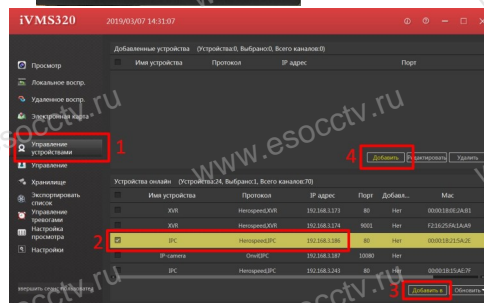 iVMS320 2019/03/07 14:31:07
Добавленные устройства (Устройства:0, Выбрано:0, Всего каналов:0)
Имя устройства Протокол IP адрес Порт
Просмотр
Локальное воспр.
Удаленное воспр.
Электронная карта
Управление устройствами
1
4 Добавить Редактировать Удалить
Управление
Хранилище
Экспортировать список
Управление тревогами
Настройка просмотра
Настройки
Устройства онлайн (Устройства:24, Выбрано:1, Всего каналов:70)
Имя устройства Протокол IP адрес Порт Добавл... Mac
XVR Herospeed,XVR 192.168.3.173 80 Нет
XVR Herospeed,XVR 192.168.3.174 9001 Нет
2 IPC Herospeed,IPC 192.168.3.186 80 Нет
IP-camera Onvif,IPC 192.168.3.187 10080 Нет
IPC Herospeed,IPC 192.168.3.243 80 Нет
3 Добавить в Обновить
www.esocctv.ru